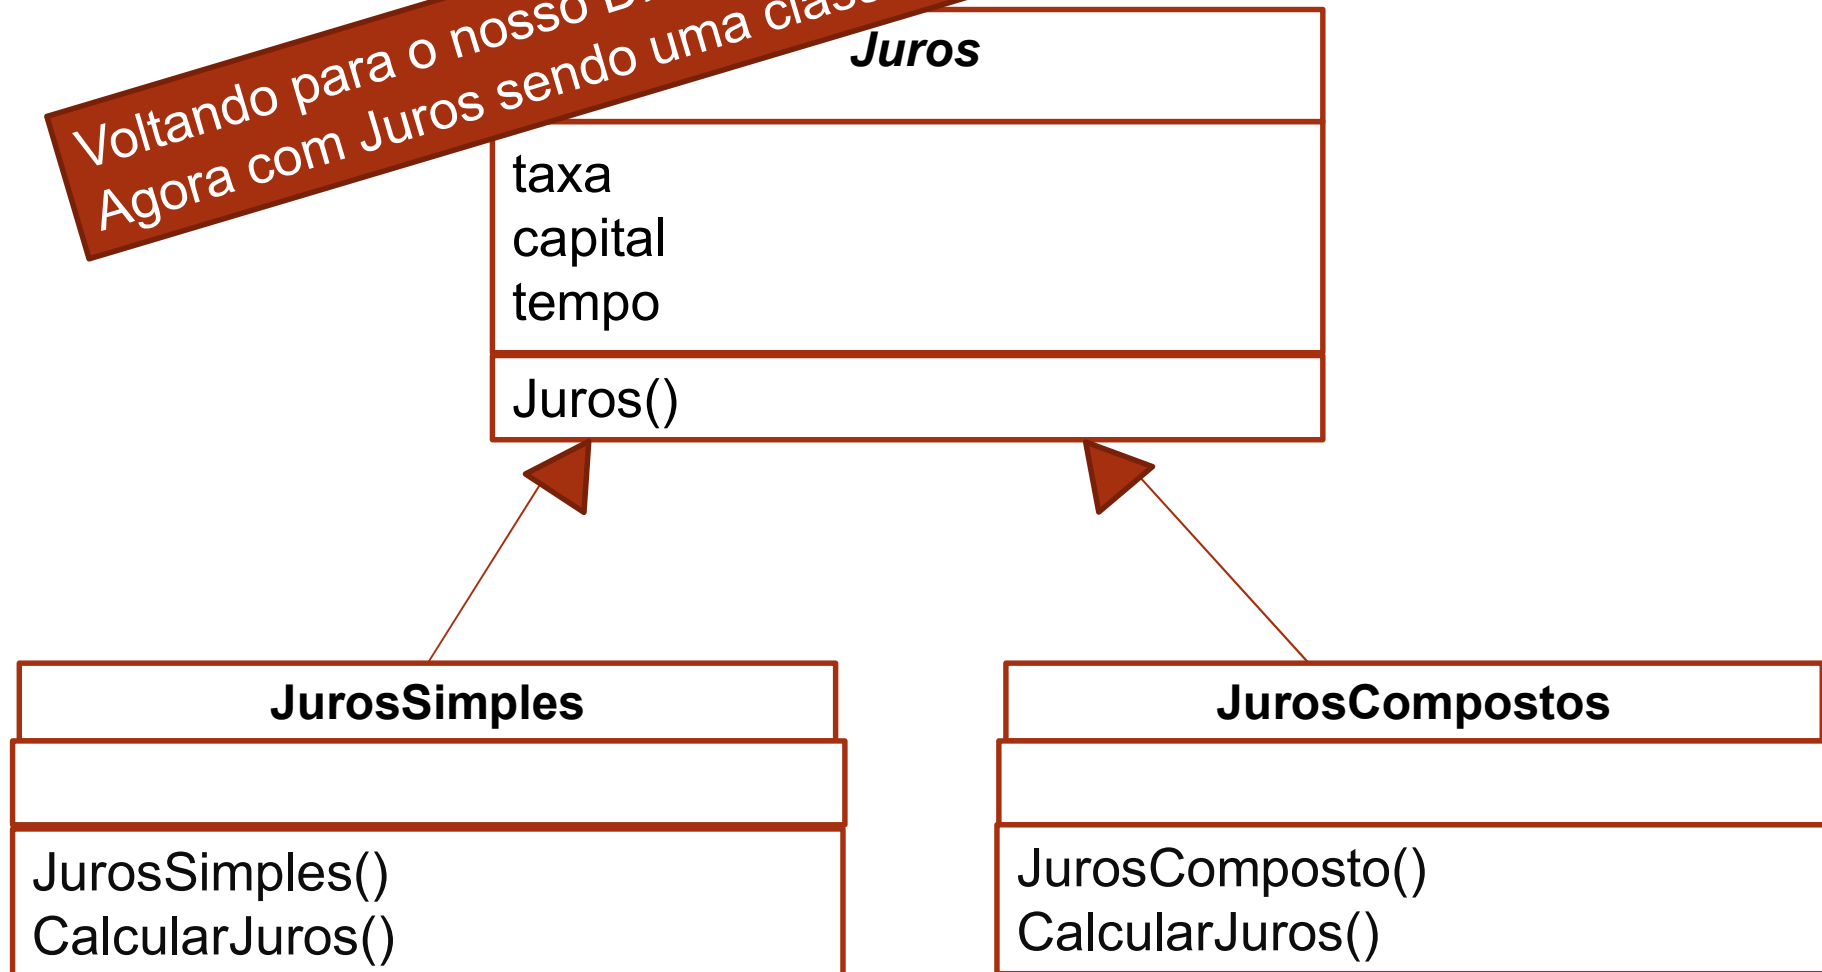 Voltando para o nosso
Agora com Juros sendo uma
Juros
taxa
capital
tempo
Juros()
JurosSimples
JurosSimples()
CalcularJuros()
JurosCompostos
JurosComposto()
CalcularJuros()